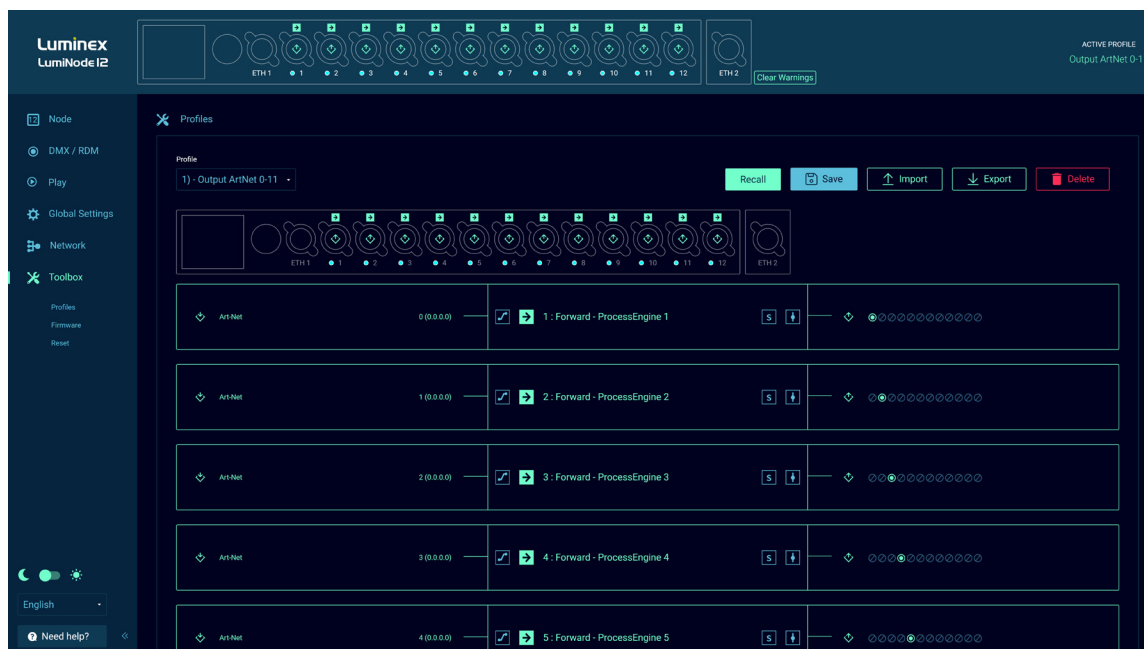 Luminex
LumiNode 12
ETH 1 1 2 3 4 5 6 7 8 9 10 11 12 ETH 2
Clear Warnings
ACTIVE PROFILE
Output ArtNet 0-1
12 Node
DMX / RDM
Play
Global Settings
Network
Toolbox
Profiles
Firmware
Reset
English
Need help?
Profiles
Profile
1) - Output ArtNet 0-11
Recall Save Import Export Delete
ETH 1 1 2 3 4 5 6 7 8 9 10 11 12 ETH 2
Art-Net 0 (0.0.0.0) 1 : Forward - ProcessEngine 1 S
Art-Net 1 (0.0.0.0) 2 : Forward - ProcessEngine 2 S
Art-Net 2 (0.0.0.0) 3 : Forward - ProcessEngine 3 S
Art-Net 3 (0.0.0.0) 4 : Forward - ProcessEngine 4 S
Art-Net 4 (0.0.0.0) 5 : Forward - ProcessEngine 5 S